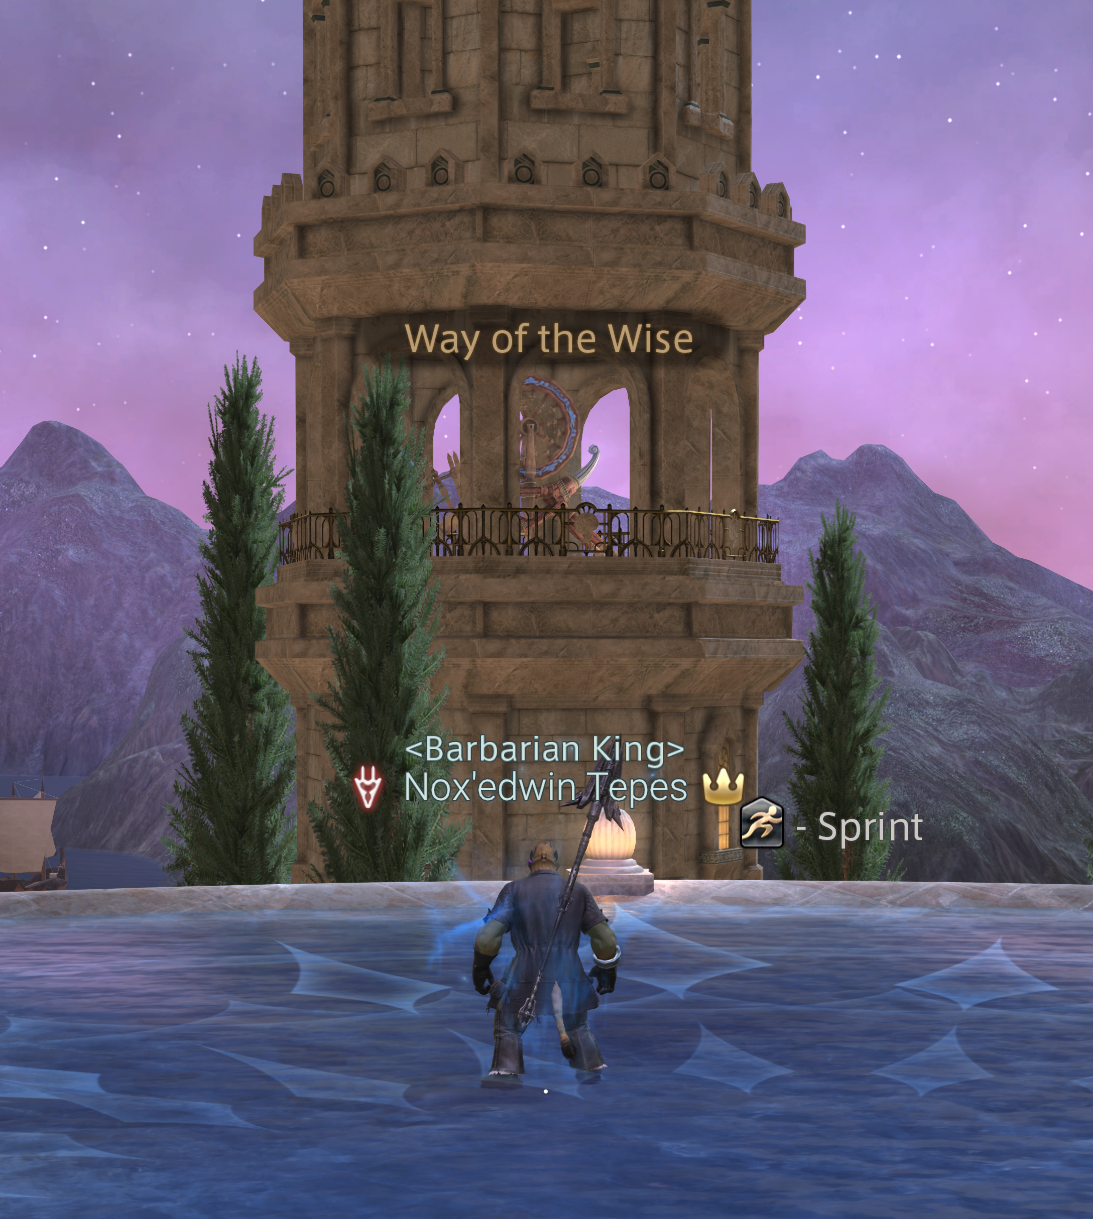 Way of the Wise
<Barbarian King>
Nox'edwin Tepes
- Sprint